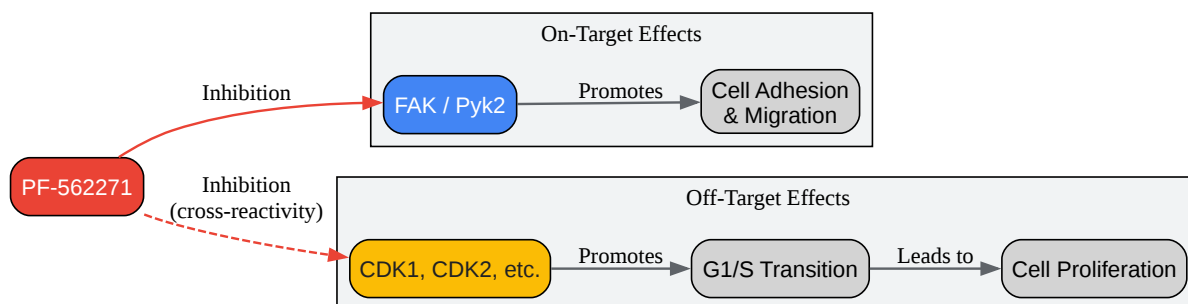 On-Target Effects
Inhibition
FAK / Pyk2
Promotes
Cell Adhesion
& Migration
PF-562271
Inhibition
(cross-reactivity)
Off-Target Effects
CDK1, CDK2, etc.
Promotes
G1/S Transition
Leads to
Cell Proliferation